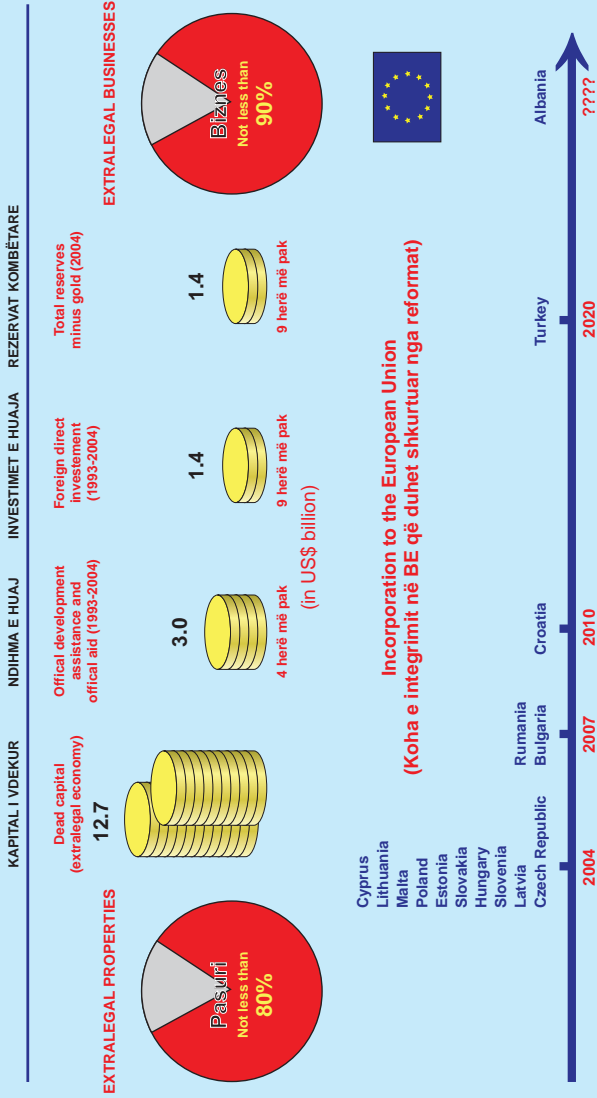 KAPITAL I VDEKUR
NDIHMA E HUAJ
INVESTIMET E HUAJA
REZERVAT KOMBËTARE
EXTRALEGAL PROPERTIES
Pasuri
Not less than
80%
Dead capital
(extralegal economy)
12.7
Offical development
assistance and
offical aid (1993-2004)
3.0
4 herë më pak
Foreign direct
investement
(1993-2004)
1.4
9 herë më pak
Total reserves
minus gold (2004)
1.4
9 herë më pak
(in US$ billion)
EXTRALEGAL BUSINESSES
Biznes
Not less than
90%
Incorporation to the European Union
(Koha e integrimit në BE që duhet shkurtuar nga reformat)
Cyprus
Lithuania
Malta
Poland
Estonia
Slovakia
Hungary
Slovenia
Latvia
Czech Republic
2004
Rumania
Bulgaria
2007
Croatia
2010
Turkey
2020
Albania
????